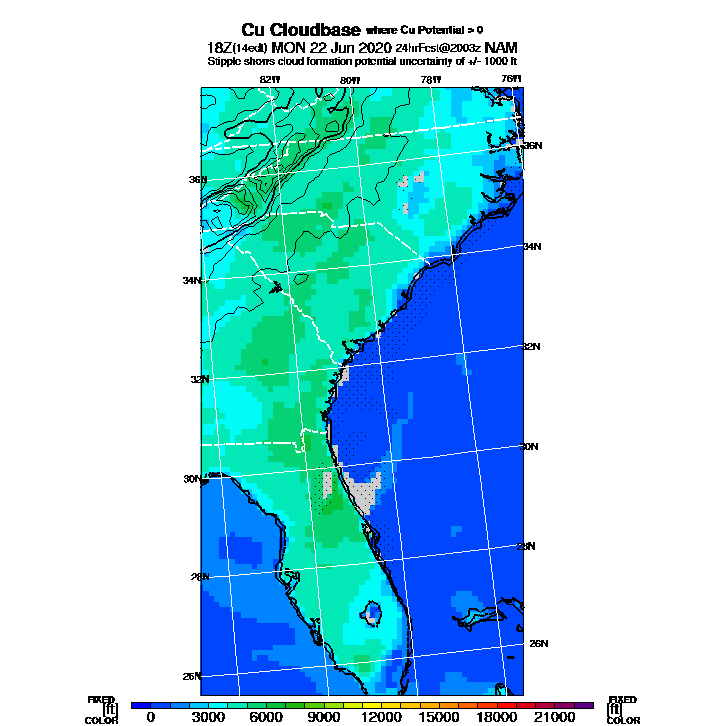 Cu Cloudbase where Cu Potential > 0
18Z(14edt) MON 22 Jun 2020 24hrFcst@2003z NAM
Stipple shows cloud formation potential uncertainty of +/- 1000 ft
82W 80W 78W 76W
36N 36N
34N 34N
32N 32N
30N 30N
28N 28N
26N 26N
FIXED FIXED
[ft] [ft]
COLOR COLOR
0 3000 6000 9000 12000 15000 18000 21000